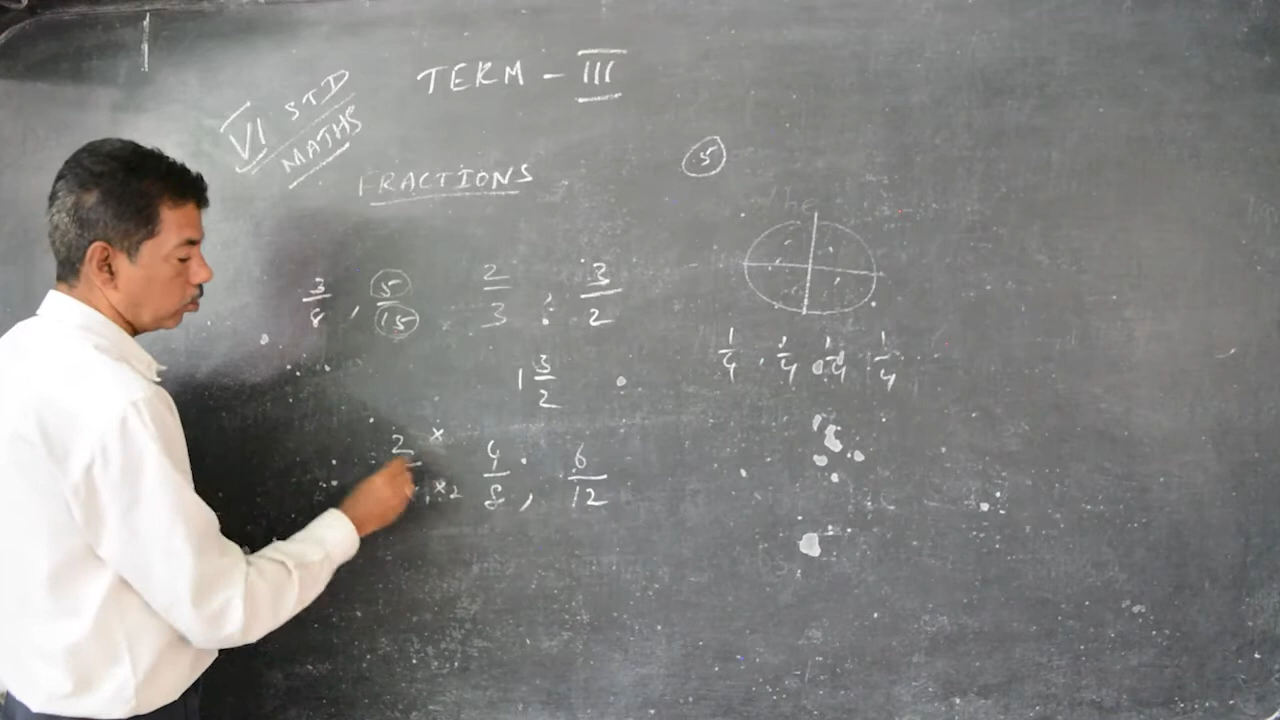 TERM - III
VI STD
MATHS
FRACTIONS
5
3/8, 5/15 2/3 ; 3/2
1 3/2
1/4, 1/4, 1/4, 1/4
2 × 4/8, 6/12
×2